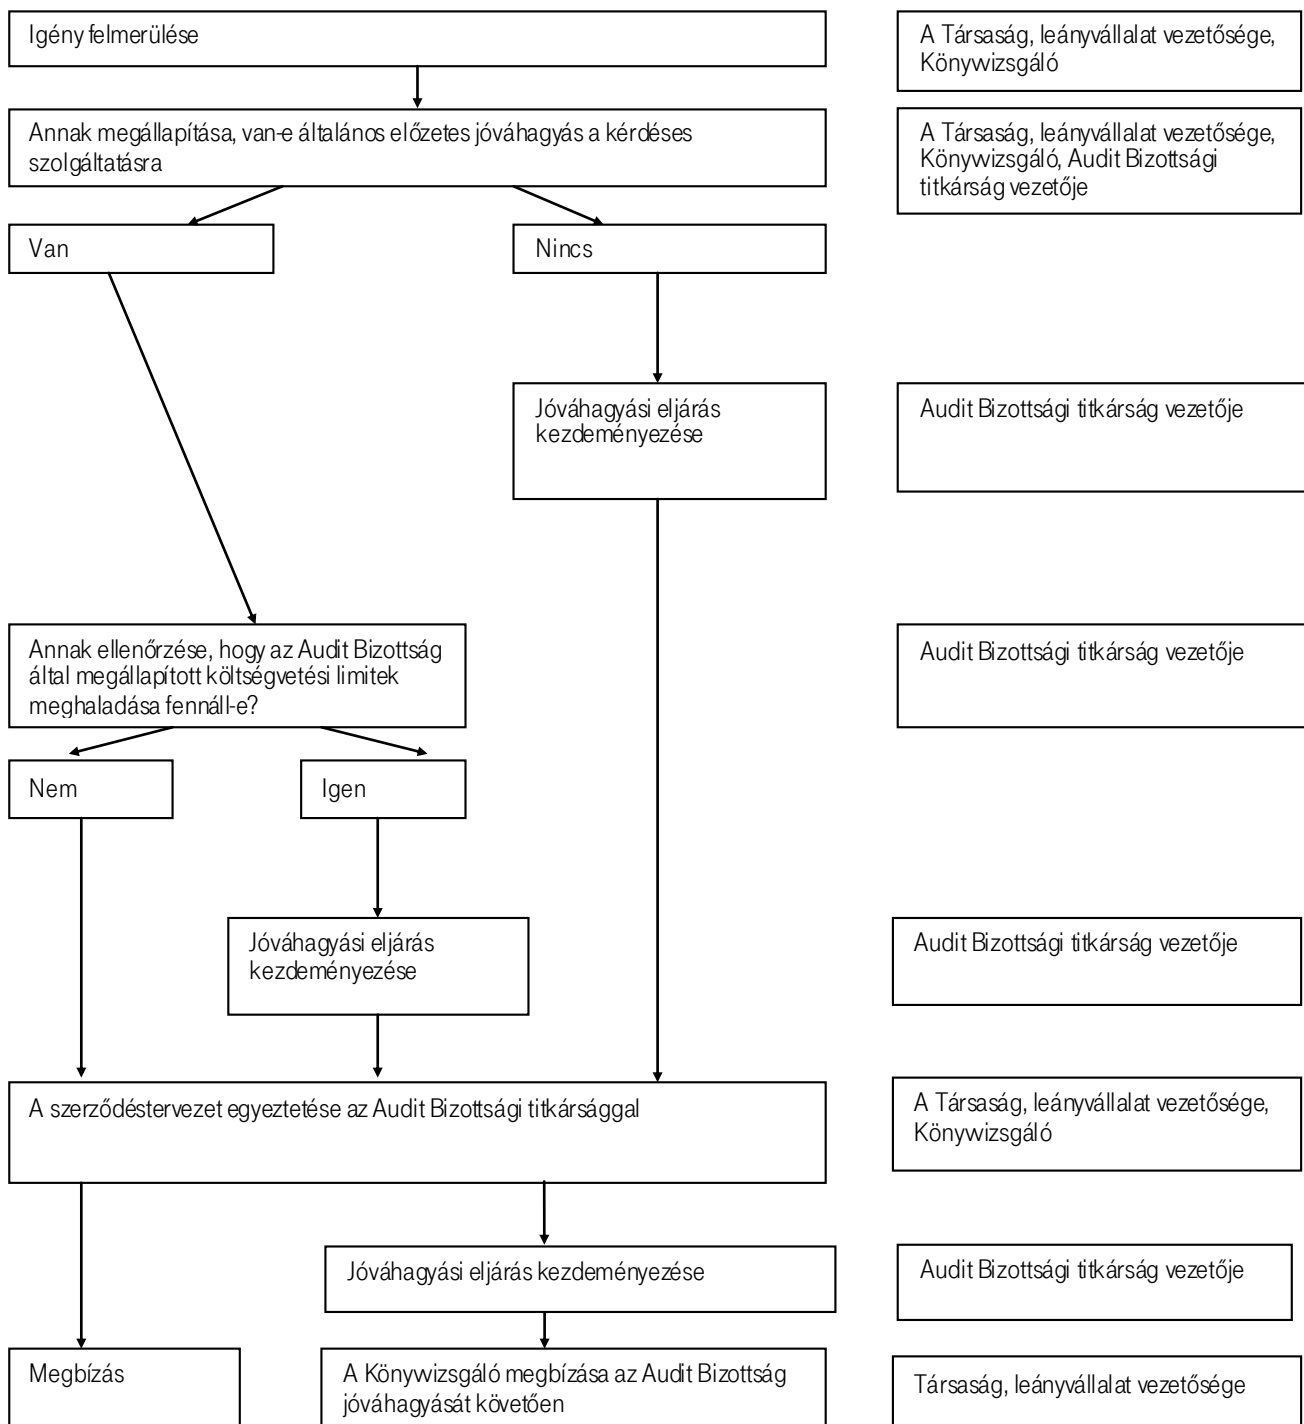 Igény felmerülése
A Társaság, leányvállalat vezetősége,
Könyvvizsgáló
Annak megállapítása, van-e általános előzetes jóváhagyás a kérdéses
szolgáltatásra
A Társaság, leányvállalat vezetősége,
Könyvvizsgáló, Audit Bizottsági
titkárság vezetője
Van
Nincs
Jóváhagyási eljárás
kezdeményezése
Audit Bizottsági titkárság vezetője
Annak ellenőrzése, hogy az Audit Bizottság
által megállapított költségvetési limitek
meghaladása fennáll-e?
Audit Bizottsági titkárság vezetője
Nem
Igen
Jóváhagyási eljárás
kezdeményezése
Audit Bizottsági titkárság vezetője
A szerződéstervezet egyeztetése az Audit Bizottsági titkársággal
A Társaság, leányvállalat vezetősége,
Könyvvizsgáló
Jóváhagyási eljárás kezdeményezése
Audit Bizottsági titkárság vezetője
Megbízás
A Könyvvizsgáló megbízása az Audit Bizottság
jóváhagyását követően
Társaság, leányvállalat vezetősége